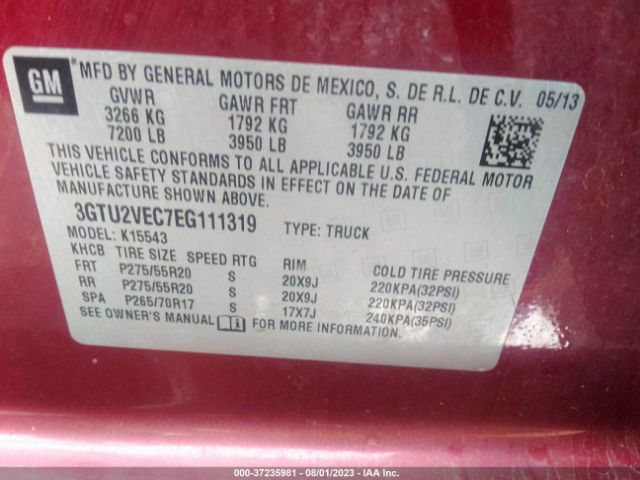 GM
MFD BY GENERAL MOTORS DE MEXICO, S. DE R.L. DE C.V. 05/13
GVWR GAWR FRT GAWR RR
3266 KG 1792 KG 1792 KG
7200 LB 3950 LB 3950 LB
THIS VEHICLE CONFORMS TO ALL APPLICABLE U.S. FEDERAL MOTOR
VEHICLE SAFETY STANDARDS IN EFFECT ON THE DATE OF
MANUFACTURE SHOWN ABOVE.
3GTU2VEC7EG111319 TYPE: TRUCK
MODEL: K15543
KHCB TIRE SIZE SPEED RTG RIM COLD TIRE PRESSURE
FRT P275/55R20 S 20X9J 220KPA(32PSI)
RR P275/55R20 S 20X9J 220KPA(32PSI)
SPA P265/70R17 S 17X7J 240KPA(35PSI)
SEE OWNER'S MANUAL FOR MORE INFORMATION.
000-37235981 - 08/01/2023 - IAA Inc.